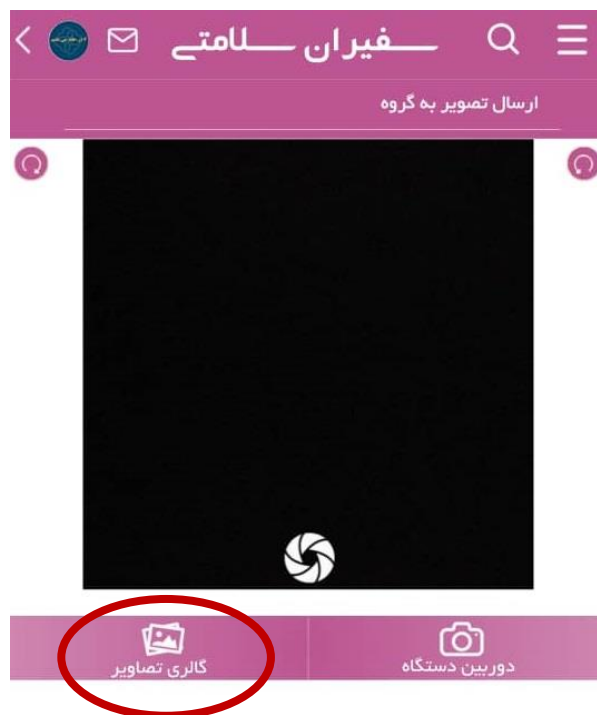 سفیران سلامتی
ارسال تصویر به گروه
دوربین دستگاه
گالری تصاویر